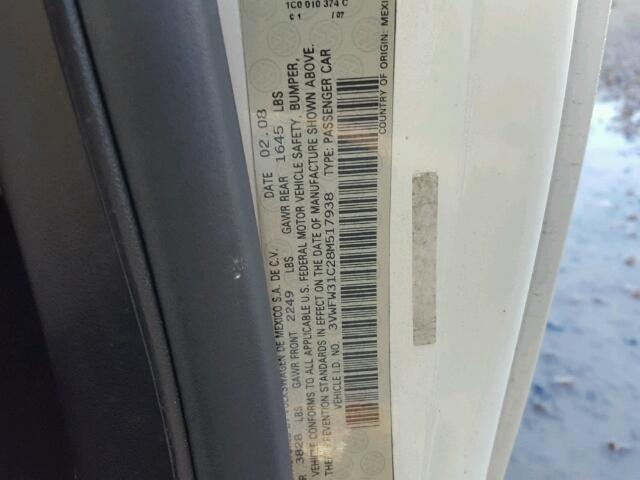 1C0 010 374 C
C 1 /07
VOLKSWAGEN DE MEXICO S.A. DE C.V. DATE 02.08
3828 LBS GAWR FRONT 2249 LBS GAWR REAR 1645 LBS
VEHICLE CONFORMS TO ALL APPLICABLE U.S. FEDERAL MOTOR VEHICLE SAFETY, BUMPER,
THEFT PREVENTION STANDARDS IN EFFECT ON THE DATE OF MANUFACTURE SHOWN ABOVE.
VEHICLE I.D. NO. 3VWFW31C28M517938 TYPE: PASSENGER CAR
COUNTRY OF ORIGIN: MEXI